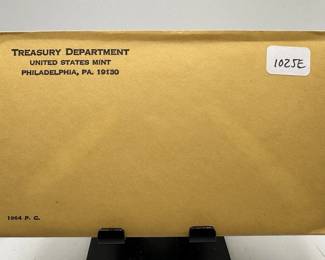 TREASURY DEPARTMENT
UNITED STATES MINT
PHILADELPHIA, PA. 19130
1025E
1964 P. C.